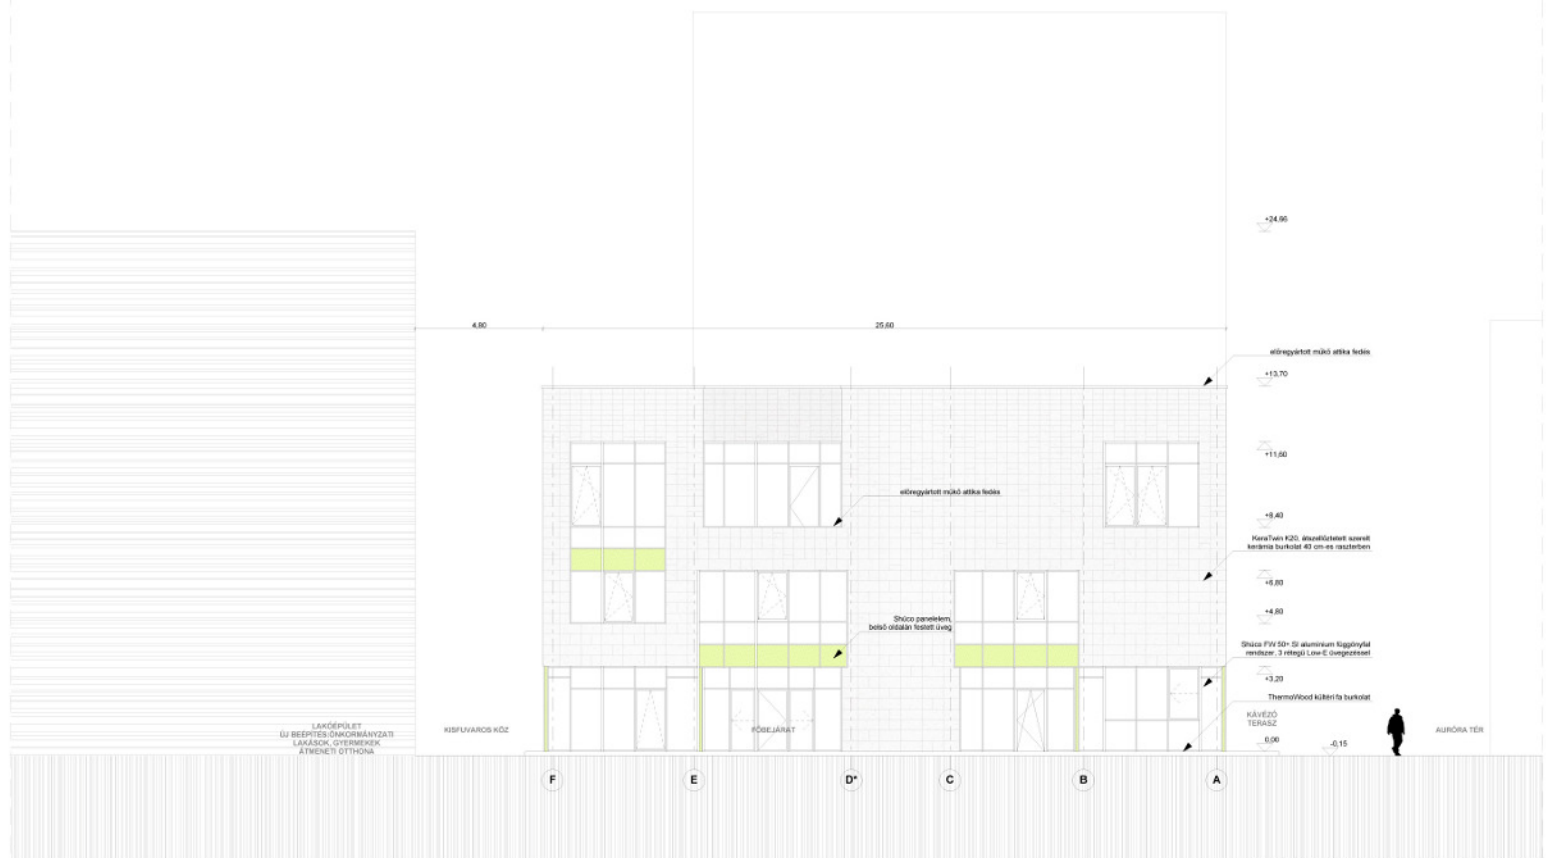 +24,66
4,80
25,60
előregyártott műkő attika fedés
+13,70
+11,60
előregyártott műkő attika fedés
+8,40
KeraTwin K20, átszellőztetett szerelt
kerámia burkolat 40 cm-es raszterben
+6,80
+4,80
Shüco panelelem,
belső oldalán festett üveg
Shüco FW 50+ SI alumínium függönyfal
rendszer, 3 rétegű Low-E üvegezéssel
+3,20
ThermoWood kültéri fa burkolat
LAKÓÉPÜLET
ÚJ BEÉPÍTÉS:ÖNKORMÁNYZATI
LAKÁSOK, GYERMEKEK
ÁTMENETI OTTHONA
KISFUVAROS KÖZ
FŐBEJÁRAT
KÁVÉZÓ
TERASZ
0,00
-0,15
AURÓRA TÉR
F
E
D*
C
B
A